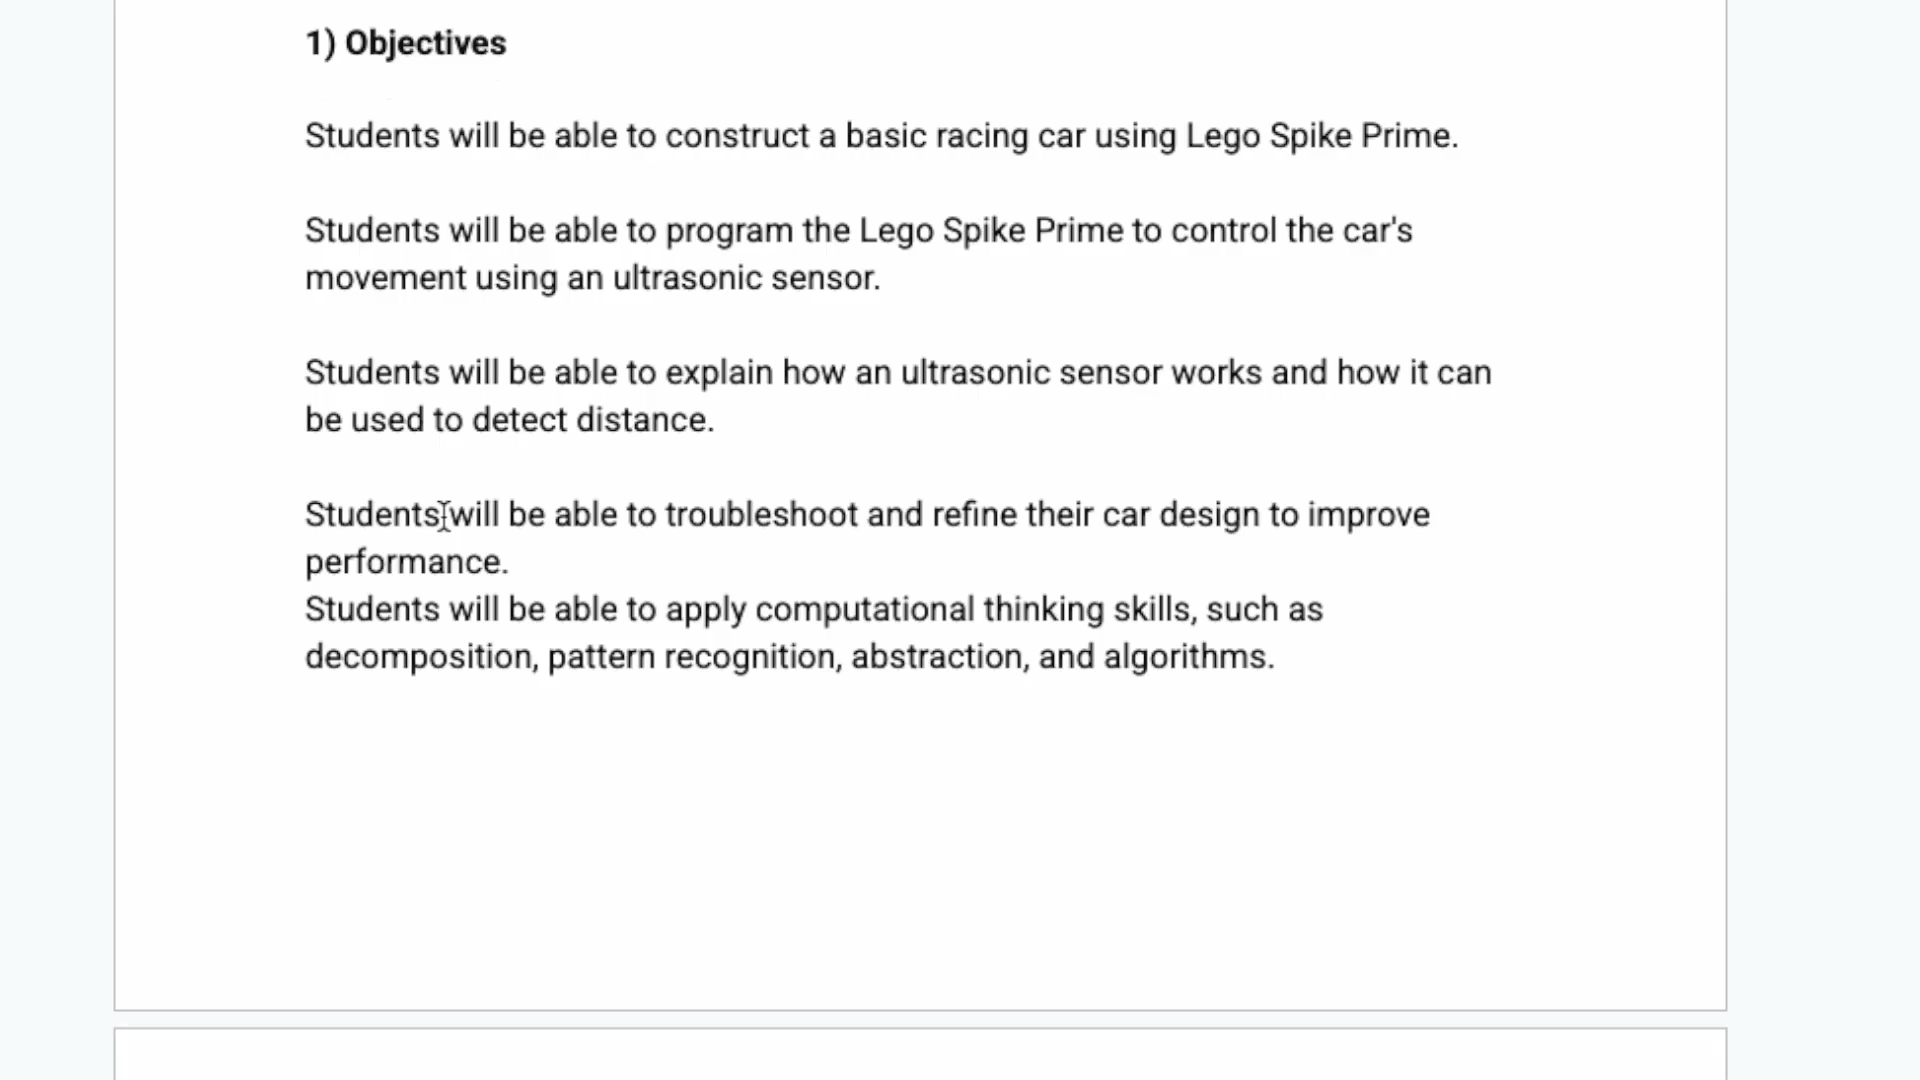 1) Objectives
Students will be able to construct a basic racing car using Lego Spike Prime.
Students will be able to program the Lego Spike Prime to control the car's
movement using an ultrasonic sensor.
Students will be able to explain how an ultrasonic sensor works and how it can
be used to detect distance.
Students will be able to troubleshoot and refine their car design to improve
performance.
Students will be able to apply computational thinking skills, such as
decomposition, pattern recognition, abstraction, and algorithms.